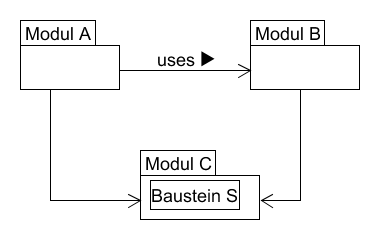 Modul A
Modul B
uses ▶
Modul C
Baustein S